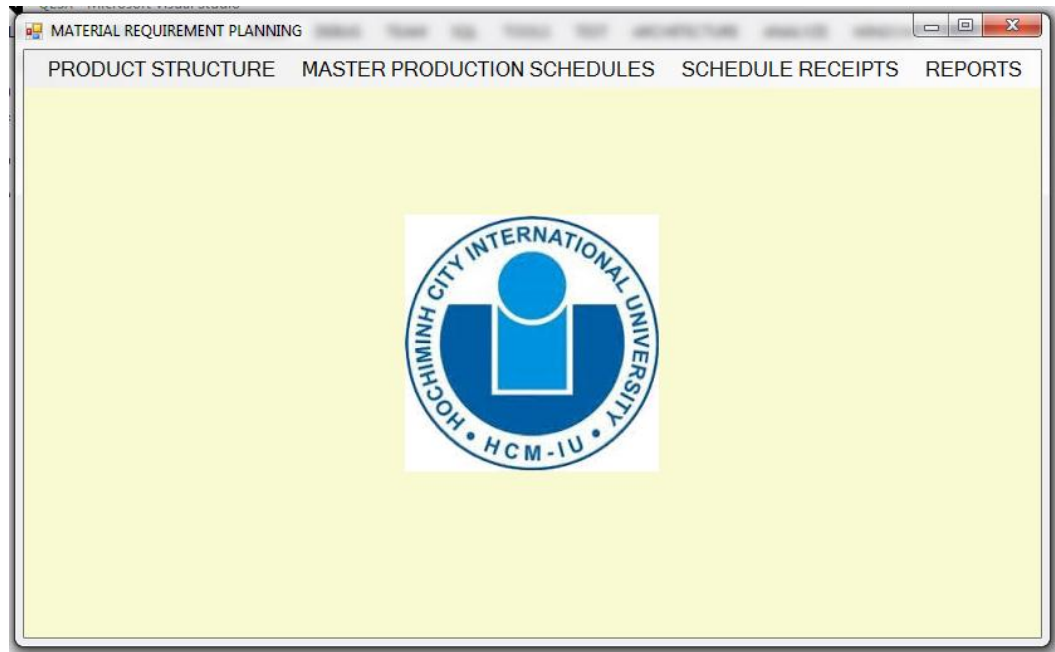 MATERIAL REQUIREMENT PLANNING
PRODUCT STRUCTURE MASTER PRODUCTION SCHEDULES SCHEDULE RECEIPTS REPORTS
HOCHIMINH CITY INTERNATIONAL UNIVERSITY
• HCM-IU •